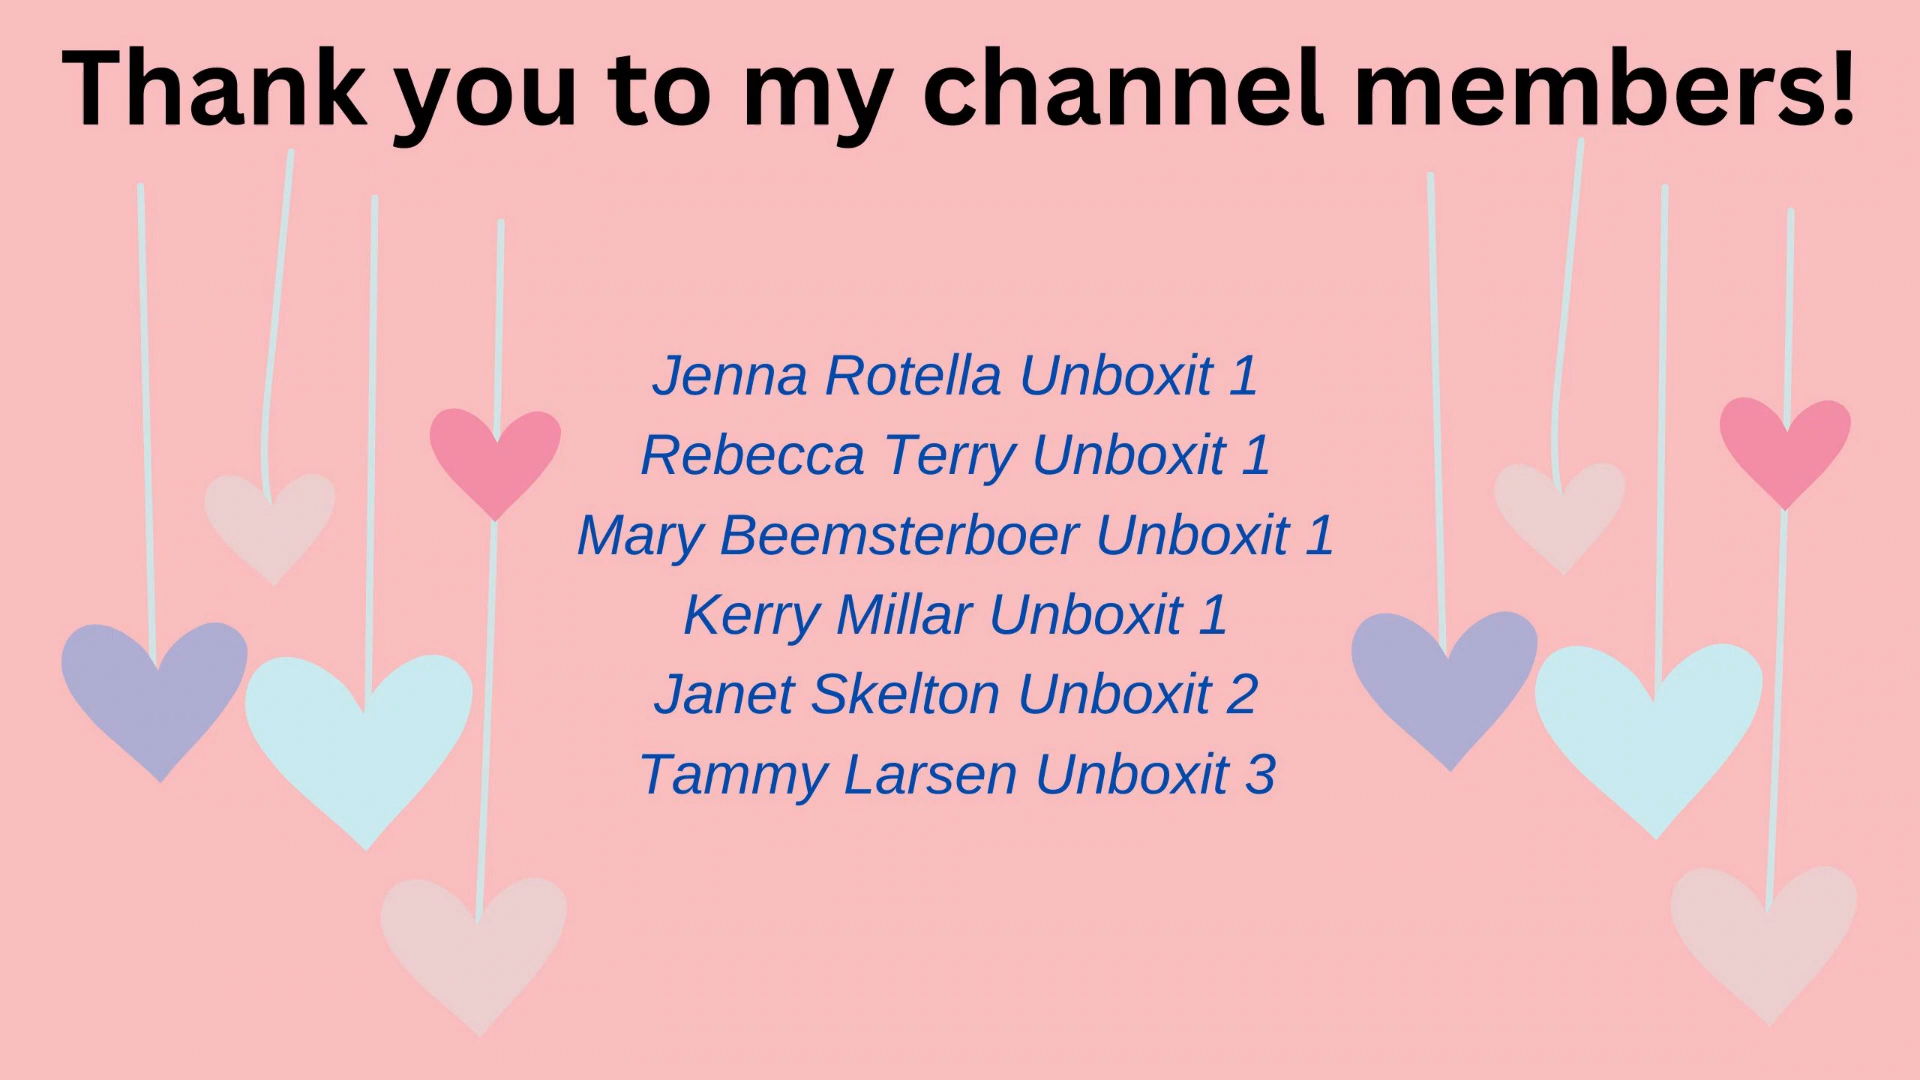 Thank you to my channel members!
Jenna Rotella Unboxit 1
Rebecca Terry Unboxit 1
Mary Beemsterboer Unboxit 1
Kerry Millar Unboxit 1
Janet Skelton Unboxit 2
Tammy Larsen Unboxit 3